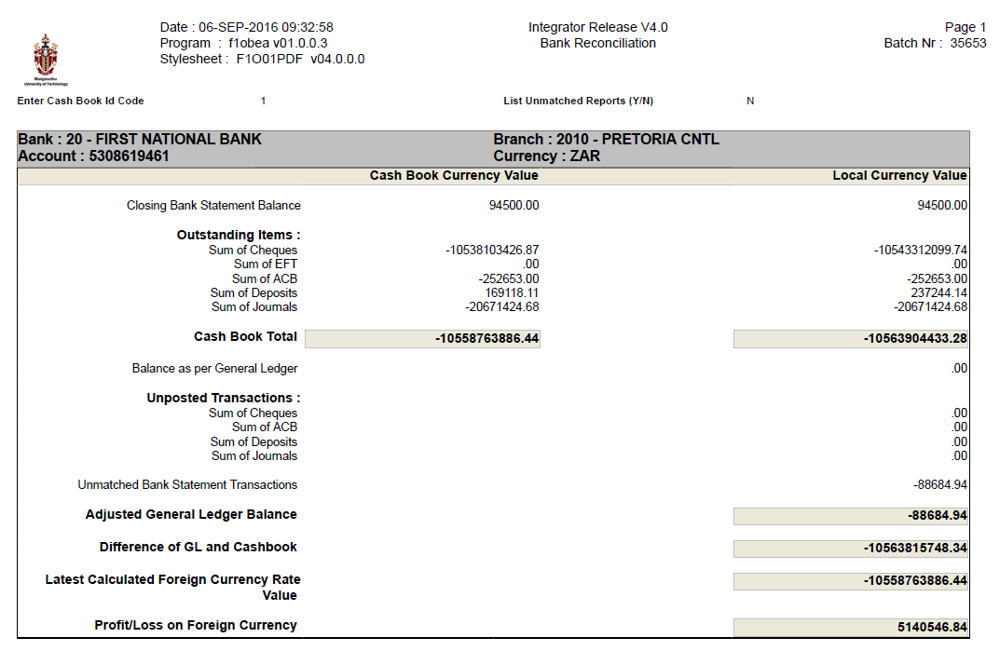 Date : 06-SEP-2016 09:32:58 Integrator Release V4.0 Page 1
Program : f1obea v01.0.0.3 Bank Reconciliation Batch Nr : 35653
Stylesheet : F1O01PDF v04.0.0.0
Mangosuthu
University of Technology
Enter Cash Book Id Code 1 List Unmatched Reports (Y/N) N
Bank : 20 - FIRST NATIONAL BANK Branch : 2010 - PRETORIA CNTL
Account : 5308619461 Currency : ZAR
Cash Book Currency Value Local Currency Value
Closing Bank Statement Balance 94500.00 94500.00
Outstanding Items :
Sum of Cheques -10538103426.87 -10543312099.74
Sum of EFT .00 .00
Sum of ACB -252653.00 -252653.00
Sum of Deposits 169118.11 237244.14
Sum of Journals -20671424.68 -20671424.68
Cash Book Total -10558763886.44 -10563904433.28
Balance as per General Ledger .00
Unposted Transactions :
Sum of Cheques .00
Sum of ACB .00
Sum of Deposits .00
Sum of Journals .00
Unmatched Bank Statement Transactions -88684.94
Adjusted General Ledger Balance -88684.94
Difference of GL and Cashbook -10563815748.34
Latest Calculated Foreign Currency Rate -10558763886.44
Value
Profit/Loss on Foreign Currency 5140546.84